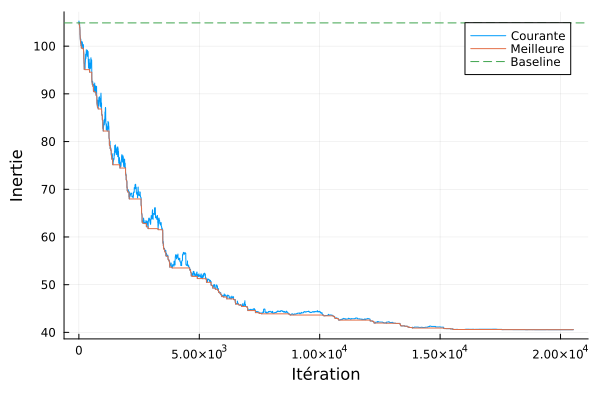 Courante
Meilleure
Baseline
100
90
80
70
60
50
40
Inertie
0
5.00×10³
1.00×10⁴
1.50×10⁴
2.00×10⁴
Itération